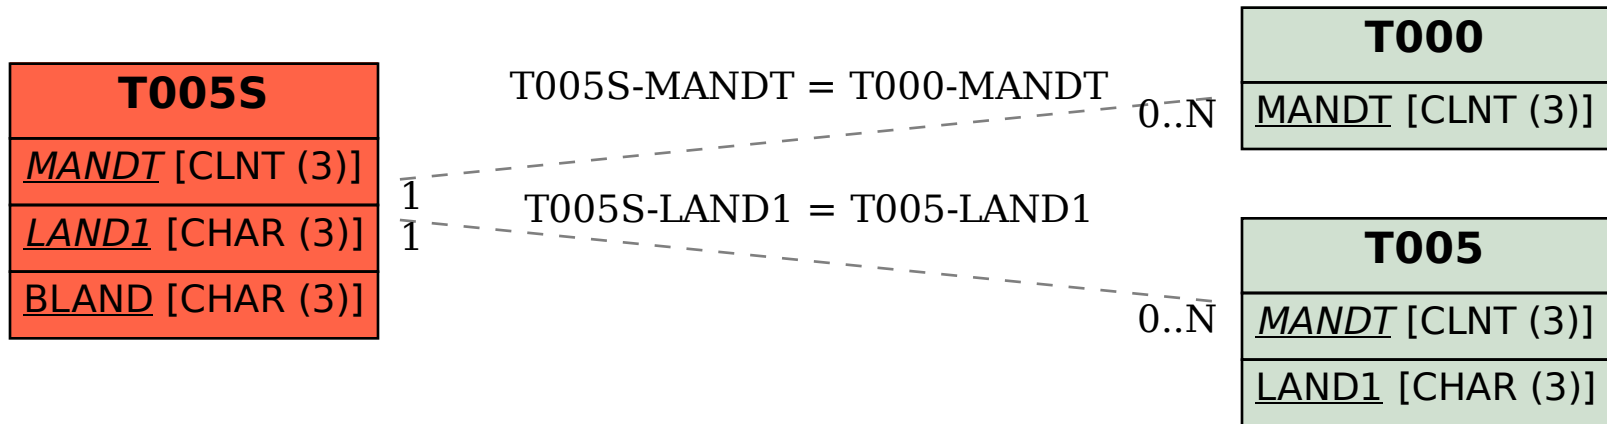 T005S
MANDT [CLNT (3)]
LAND1 [CHAR (3)]
BLAND [CHAR (3)]
T005S-MANDT = T000-MANDT
0..N
1
T005S-LAND1 = T005-LAND1
1
0..N
T000
MANDT [CLNT (3)]
T005
MANDT [CLNT (3)]
LAND1 [CHAR (3)]